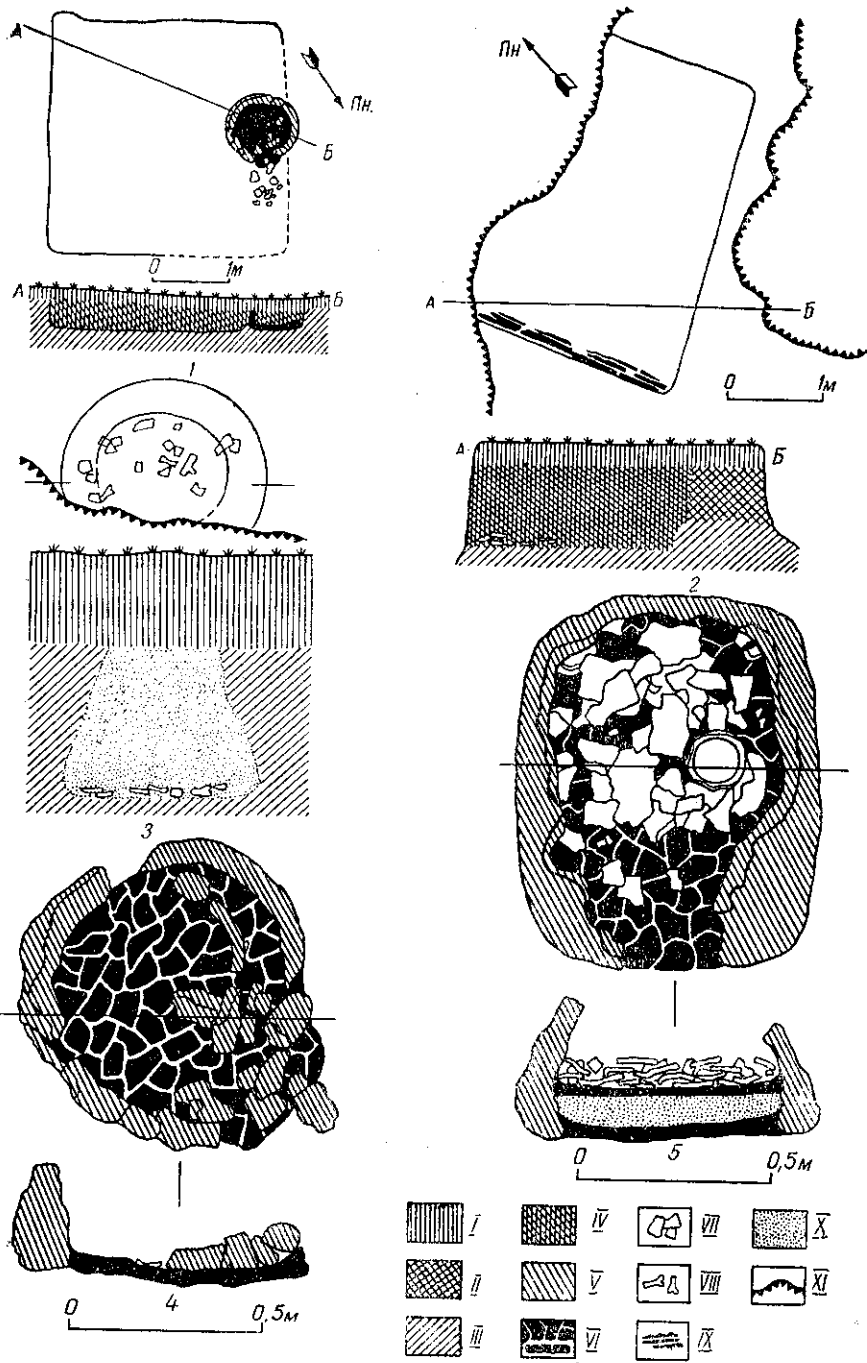 А
Пн.
Б
0 1м
А Б
1
Пн
А Б
0 1м
А Б
2
3
0 4 0,5м
0 5 0,5м
I IV VII X
II V VIII XI
III VI IX